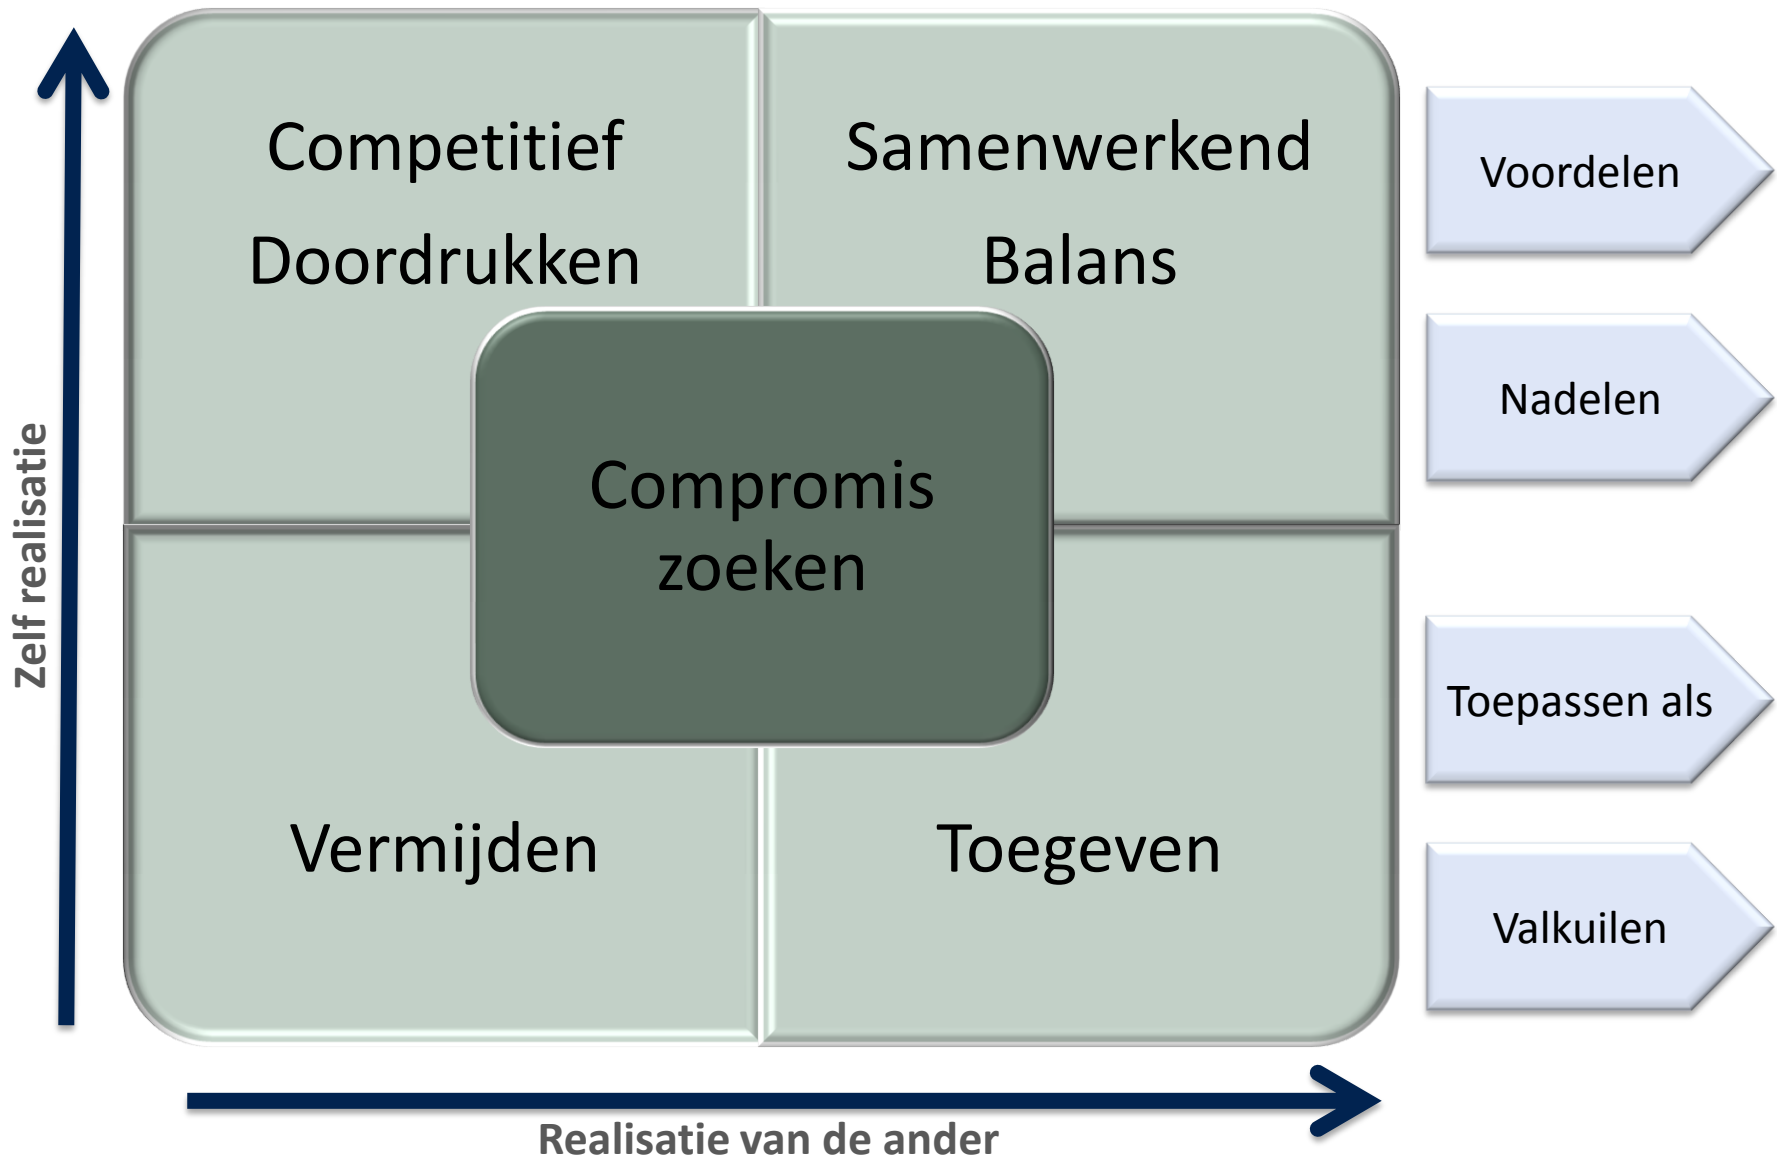 Competitief
Doordrukken
Samenwerkend
Balans
Compromis
zoeken
Vermijden
Toegeven
Zelf realisatie
Realisatie van de ander
Voordelen
Nadelen
Toepassen als
Valkuilen